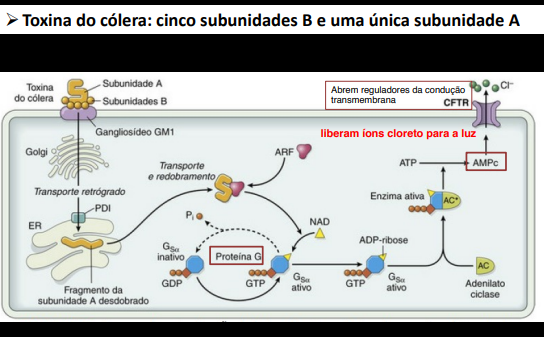 ➢ Toxina do cólera: cinco subunidades B e uma única subunidade A
Toxina
do cólera
Subunidade A
Subunidades B
Gangliosídeo GM1
Golgi
Transporte retrógrado
PDI
ER
Fragmento da
subunidade A desdobrado
Transporte
e redobramento
ARF
Pi
NAD
GSα
inativo
Proteína G
GDP
GTP
GSα
ativo
ADP-ribose
GTP
GSα
ativo
AC
Adenilato
ciclase
Enzima ativa
AC*
ATP
AMPc
liberam íons cloreto para a luz
Abrem reguladores da condução
transmembrana
CFTR
Cl–